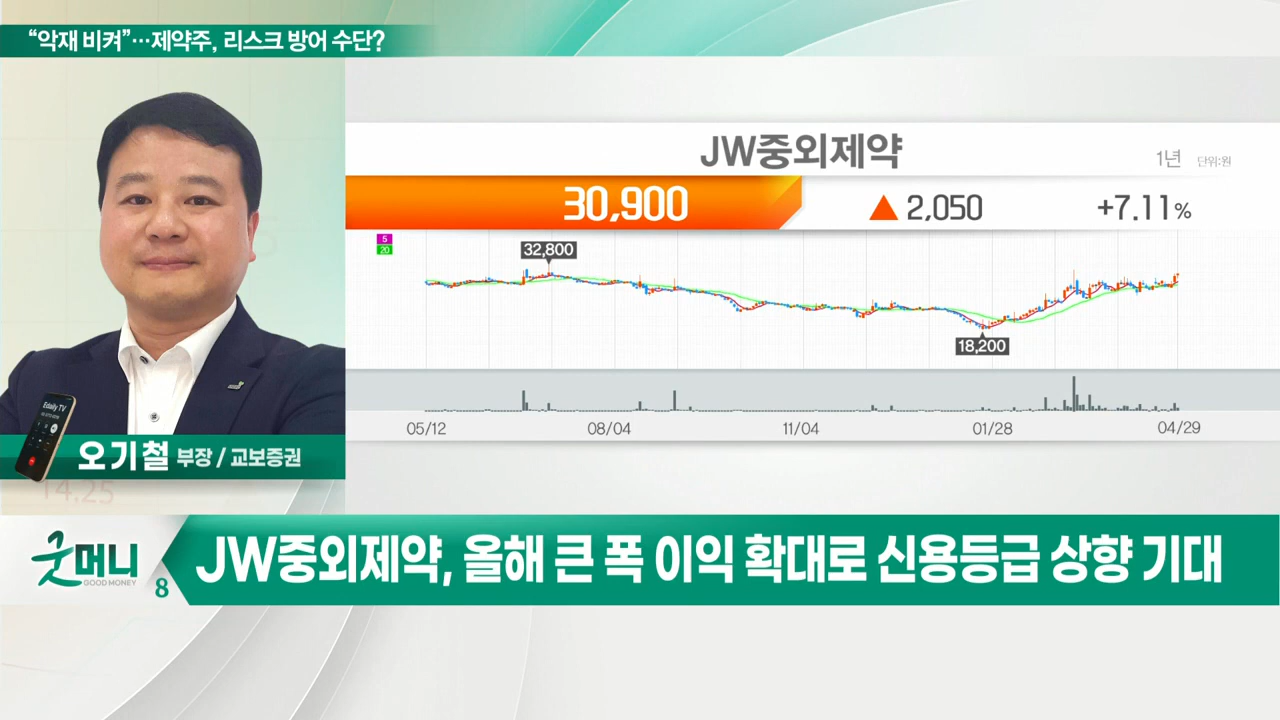 “악재 비켜”…제약주, 리스크 방어 수단?
JW중외제약
1년 단위:원
30,900 ▲ 2,050 +7.11%
5
20
32,800
18,200
05/12 08/04 11/04 01/28 04/29
Edaily TV
오기철 부장 / 교보증권
14.25
굿머니
GOOD MONEY
8
JW중외제약, 올해 큰 폭 이익 확대로 신용등급 상향 기대